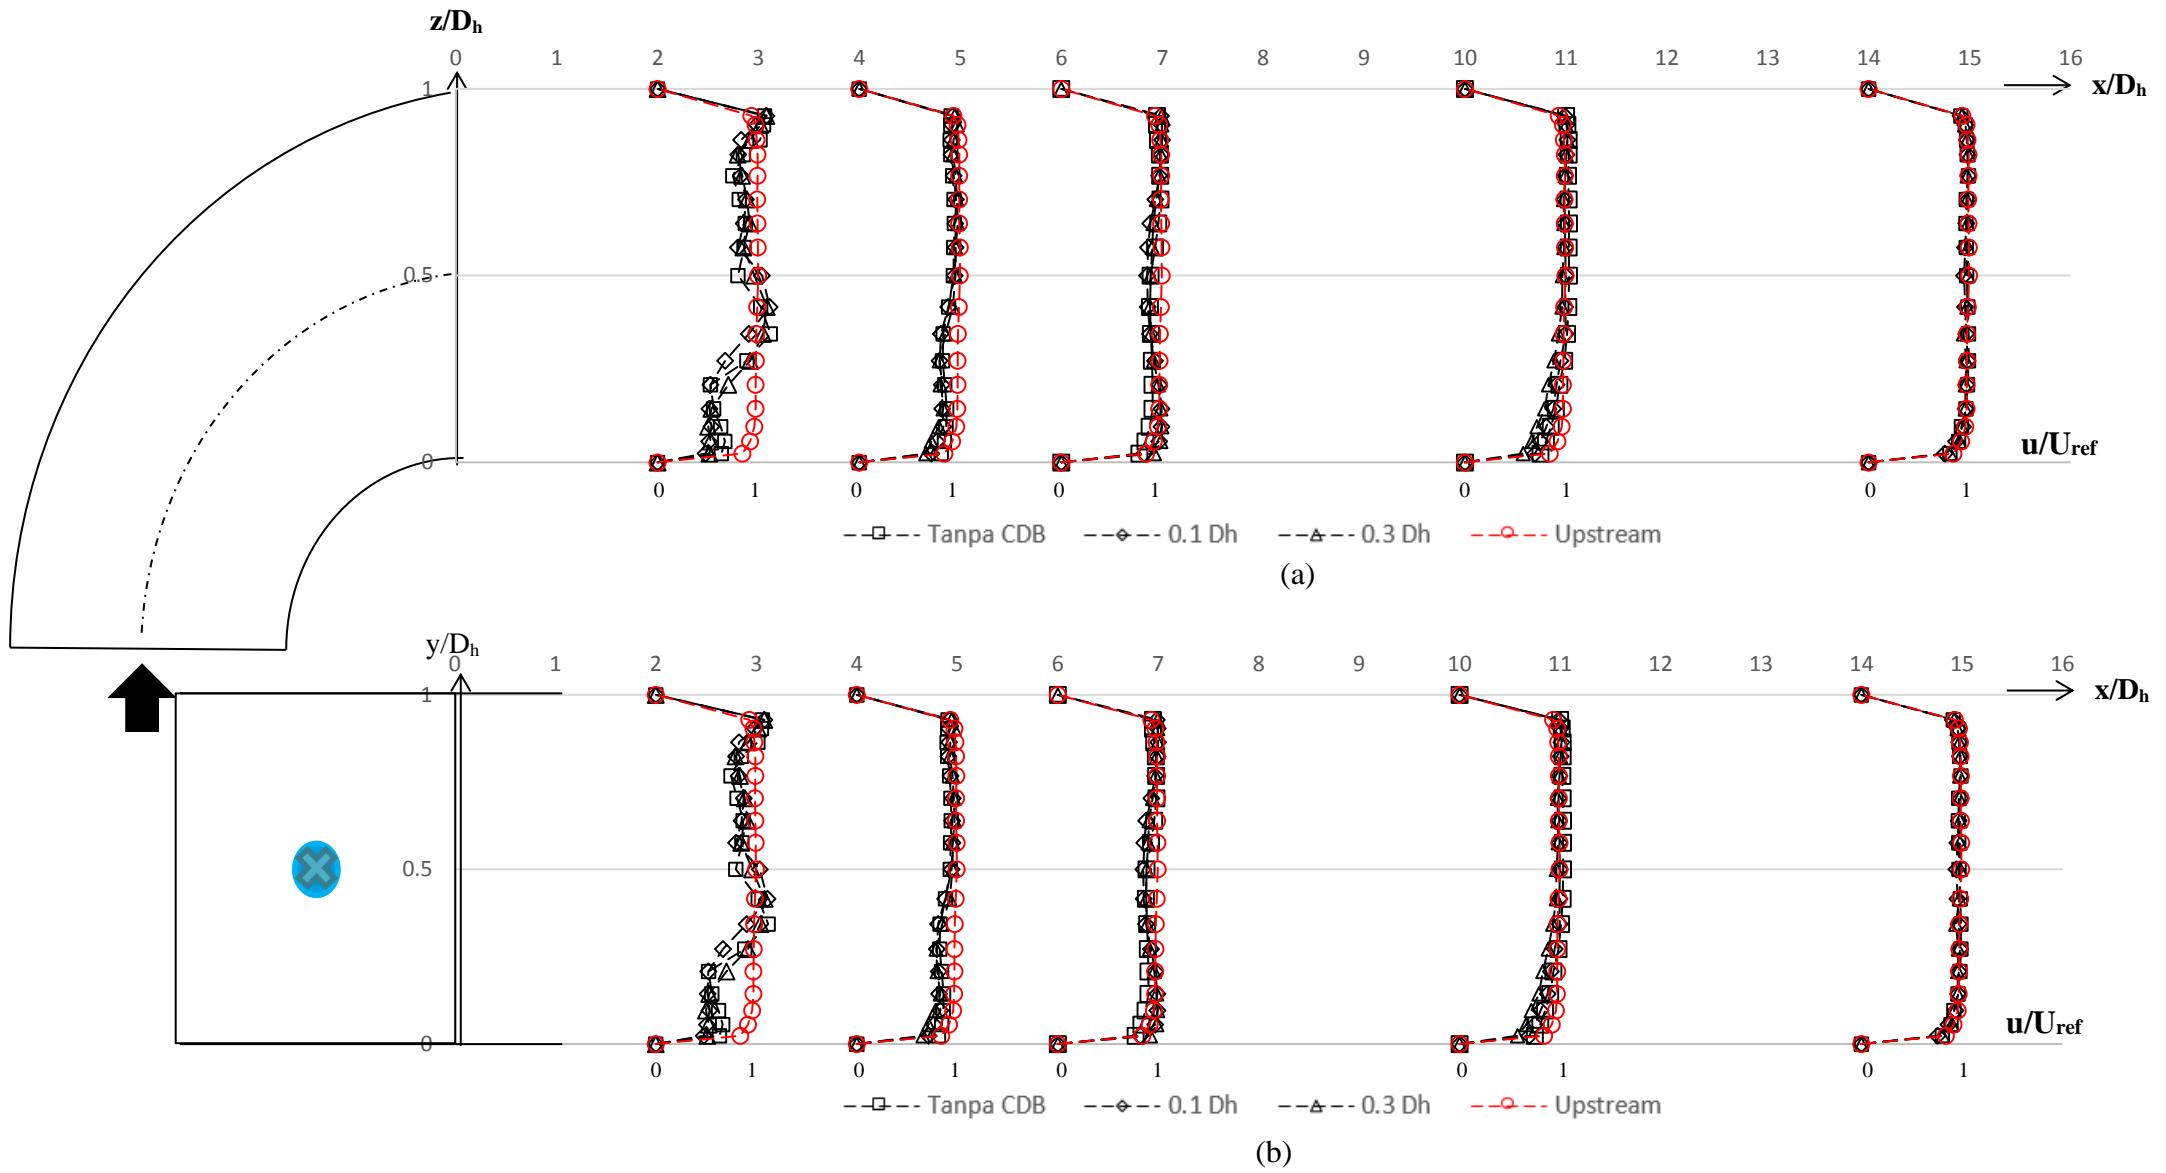 z/Dh
0 1 2 3 4 5 6 7 8 9 10 11 12 13 14 15 16
x/Dh
1
0.5
0
u/Uref
0 1 0 1 0 1 0 1 0 1
Tanpa CDB 0.1 Dh 0.3 Dh Upstream
(a)
y/Dh
0 1 2 3 4 5 6 7 8 9 10 11 12 13 14 15 16
x/Dh
1
0.5
0
u/Uref
0 1 0 1 0 1 0 1 0 1
Tanpa CDB 0.1 Dh 0.3 Dh Upstream
(b)